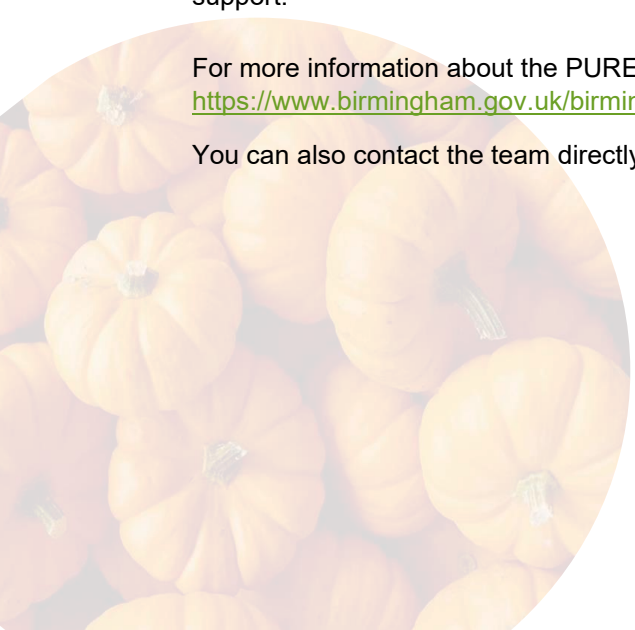 support.
For more information about the PURE
https://www.birmingham.gov.uk/birmin
You can also contact the team directly